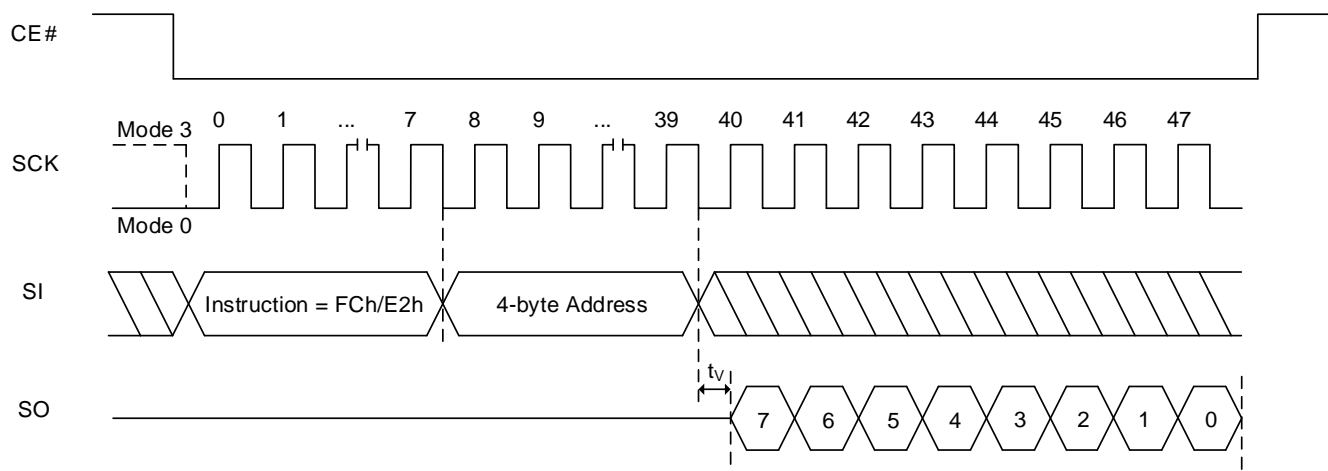 CE#
Mode 3
0 1 ... 7 8 9 ... 39 40 41 42 43 44 45 46 47
SCK
Mode 0
SI
Instruction = FCh/E2h
4-byte Address
tV
SO
7 6 5 4 3 2 1 0